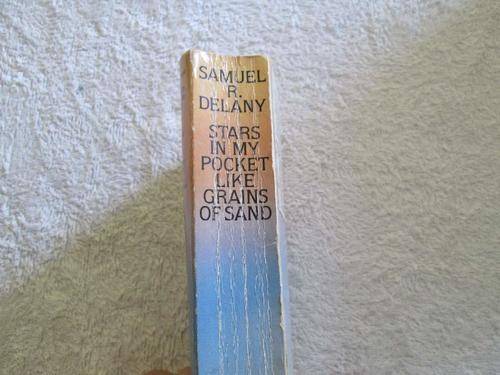 SAMUEL
R.
DELANY
STARS
IN MY
POCKET
LIKE
GRAINS
OF SAND